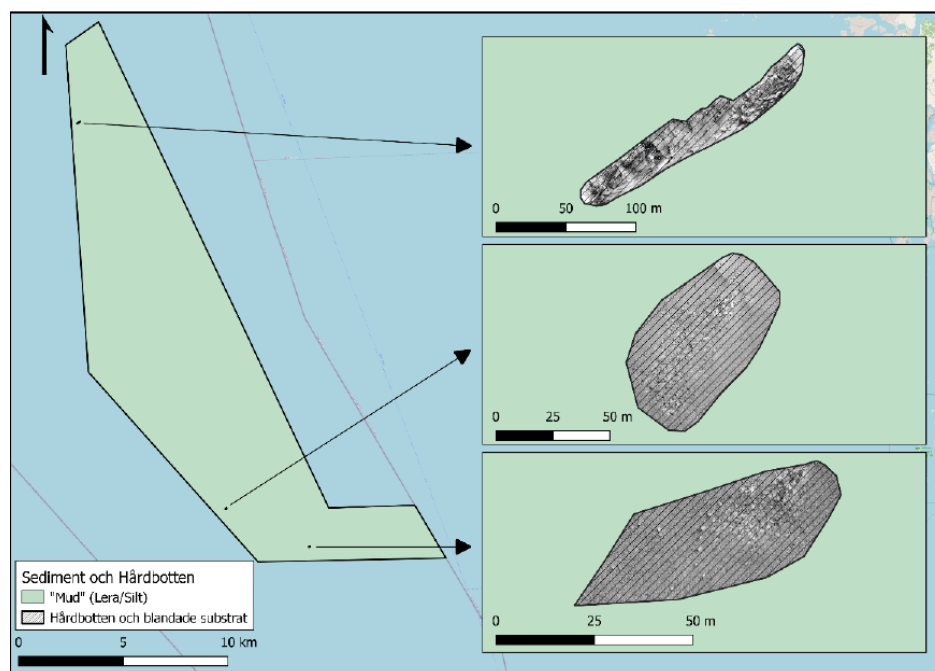 0 50 100 m
0 25 50 m
0 25 50 m
Sediment och Hårdbotten
"Mud" (Lera/Silt)
Hårdbotten och blandade substrat
0 5 10 km